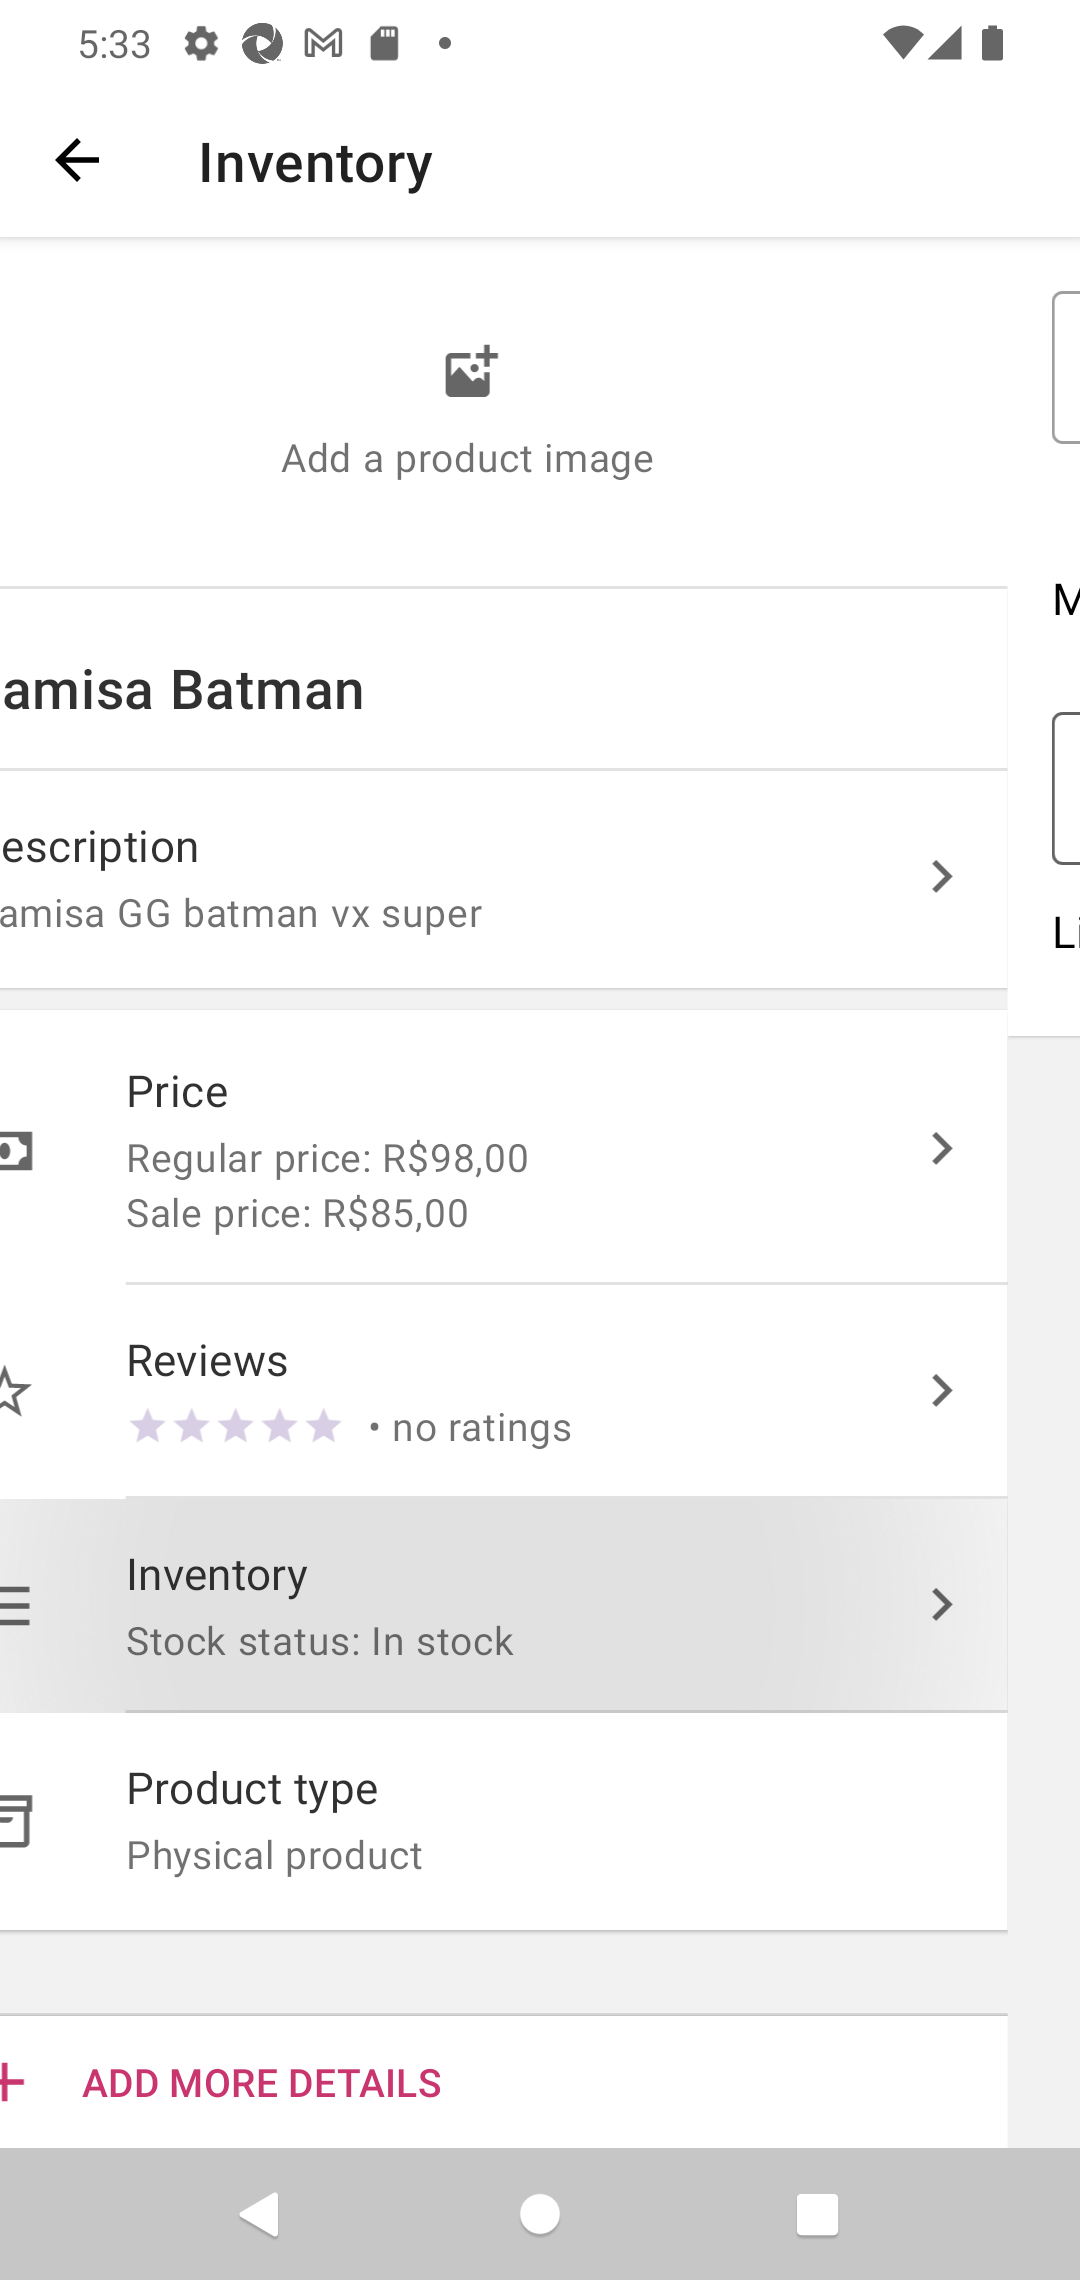 5:33
Inventory
Add a product image
amisa Batman
escription
amisa GG batman vx super
Price
Regular price: R$98,00
Sale price: R$85,00
Reviews
• no ratings
Inventory
Stock status: In stock
Product type
Physical product
ADD MORE DETAILS
M
Li